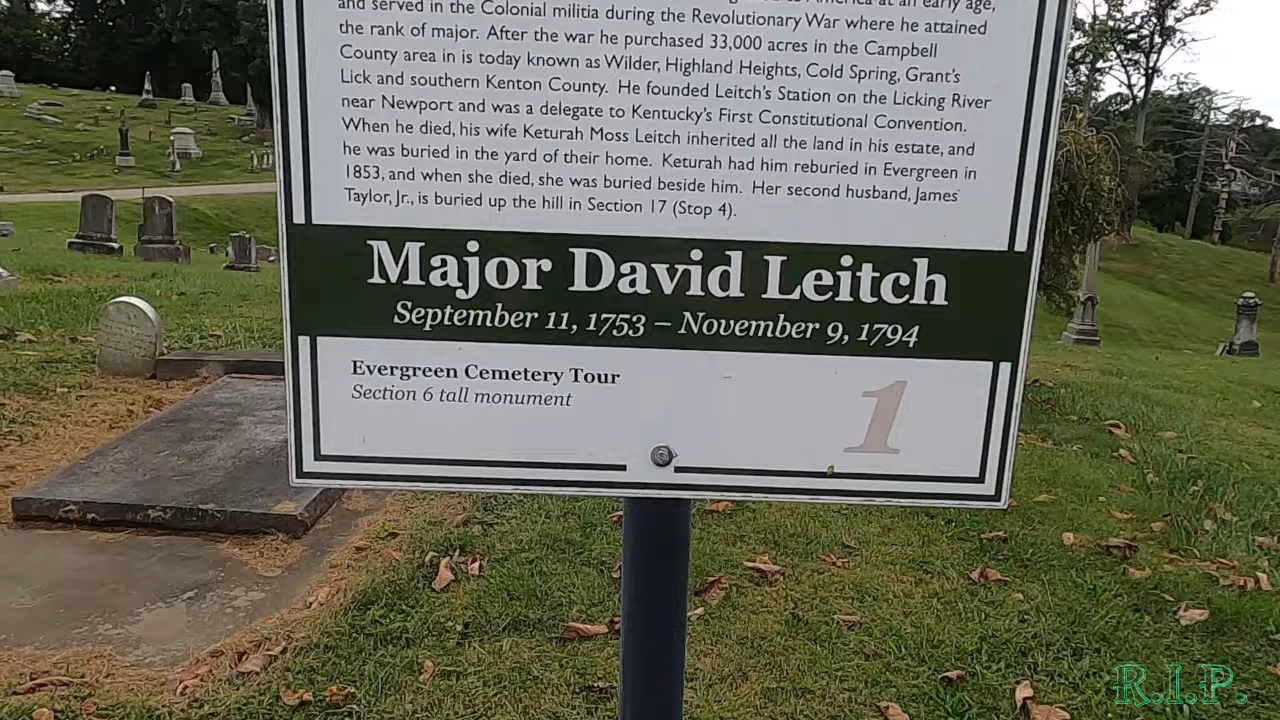 to America at an early age,
and served in the Colonial militia during the Revolutionary War where he attained
the rank of major. After the war he purchased 33,000 acres in the Campbell
County area in is today known as Wilder, Highland Heights, Cold Spring, Grant's
Lick and southern Kenton County. He founded Leitch's Station on the Licking River
near Newport and was a delegate to Kentucky's First Constitutional Convention.
When he died, his wife Keturah Moss Leitch inherited all the land in his estate, and
he was buried in the yard of their home. Keturah had him reburied in Evergreen in
1853, and when she died, she was buried beside him. Her second husband, James
Taylor, Jr., is buried up the hill in Section 17 (Stop 4).
Major David Leitch
September 11, 1753 – November 9, 1794
Evergreen Cemetery Tour
Section 6 tall monument
1
R.I.P.